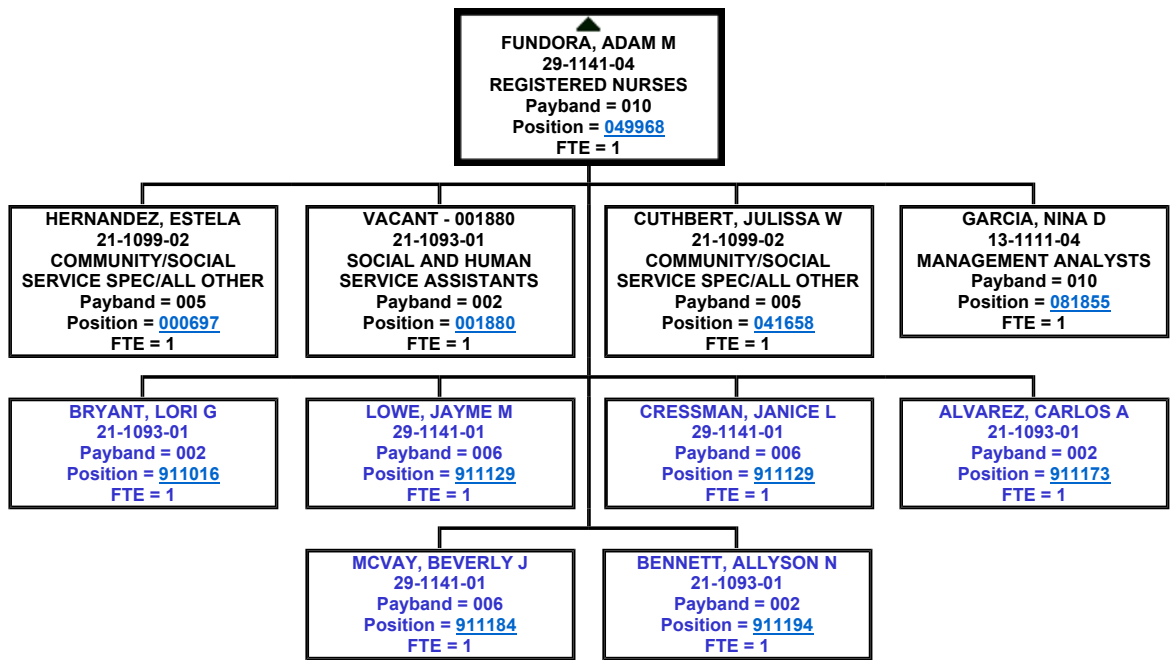 FUNDORA, ADAM M
29-1141-04
REGISTERED NURSES
Payband = 010
Position = 049968
FTE = 1
HERNANDEZ, ESTELA
21-1099-02
COMMUNITY/SOCIAL
SERVICE SPEC/ALL OTHER
Payband = 005
Position = 000697
FTE = 1
VACANT - 001880
21-1093-01
SOCIAL AND HUMAN
SERVICE ASSISTANTS
Payband = 002
Position = 001880
FTE = 1
CUTHBERT, JULISSA W
21-1099-02
COMMUNITY/SOCIAL
SERVICE SPEC/ALL OTHER
Payband = 005
Position = 041658
FTE = 1
GARCIA, NINA D
13-1111-04
MANAGEMENT ANALYSTS
Payband = 010
Position = 081855
FTE = 1
BRYANT, LORI G
21-1093-01
Payband = 002
Position = 911016
FTE = 1
LOWE, JAYME M
29-1141-01
Payband = 006
Position = 911129
FTE = 1
CRESSMAN, JANICE L
29-1141-01
Payband = 006
Position = 911129
FTE = 1
ALVAREZ, CARLOS A
21-1093-01
Payband = 002
Position = 911173
FTE = 1
MCVAY, BEVERLY J
29-1141-01
Payband = 006
Position = 911184
FTE = 1
BENNETT, ALLYSON N
21-1093-01
Payband = 002
Position = 911194
FTE = 1